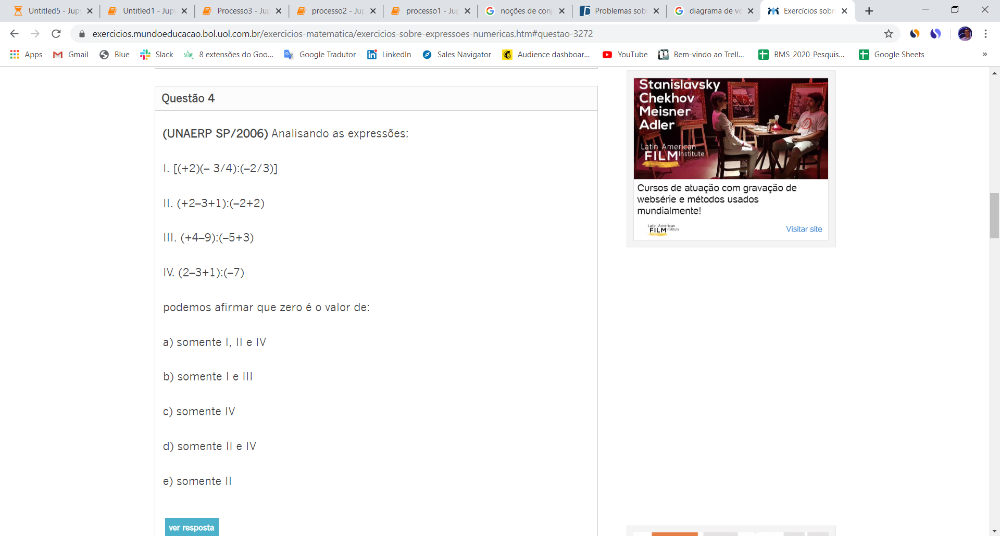 Untitled5 - Jupy
Untitled1 - Jupy
Processo3 - Jup
processo2 - Jup
processo1 - Jup
noções de conj
Problemas sob
diagrama de ve
Exercícios sobr
exercicios.mundoeducacao.bol.uol.com.br/exercicios-matematica/exercicios-sobre-expressoes-numericas.htm#questao-3272
Apps
Gmail
Blue
Slack
8 extensões do Goo...
Google Tradutor
LinkedIn
Sales Navigator
Audience dashboar...
YouTube
Bem-vindo ao Trell...
BMS_2020_Pesquis...
Google Sheets
»
Questão 4
(UNAERP SP/2006) Analisando as expressões:
I. [(+2)(– 3/4):(–2/3)]
II. (+2–3+1):(–2+2)
III. (+4–9):(–5+3)
IV. (2–3+1):(–7)
podemos afirmar que zero é o valor de:
a) somente I, II e IV
b) somente I e III
c) somente IV
d) somente II e IV
e) somente II
ver resposta
Stanislavsky
Chekhov
Meisner
Adler
Latin American
FILM Institute
Cursos de atuação com gravação de
websérie e métodos usados
mundialmente!
Latin American
FILM Institute
Visitar site